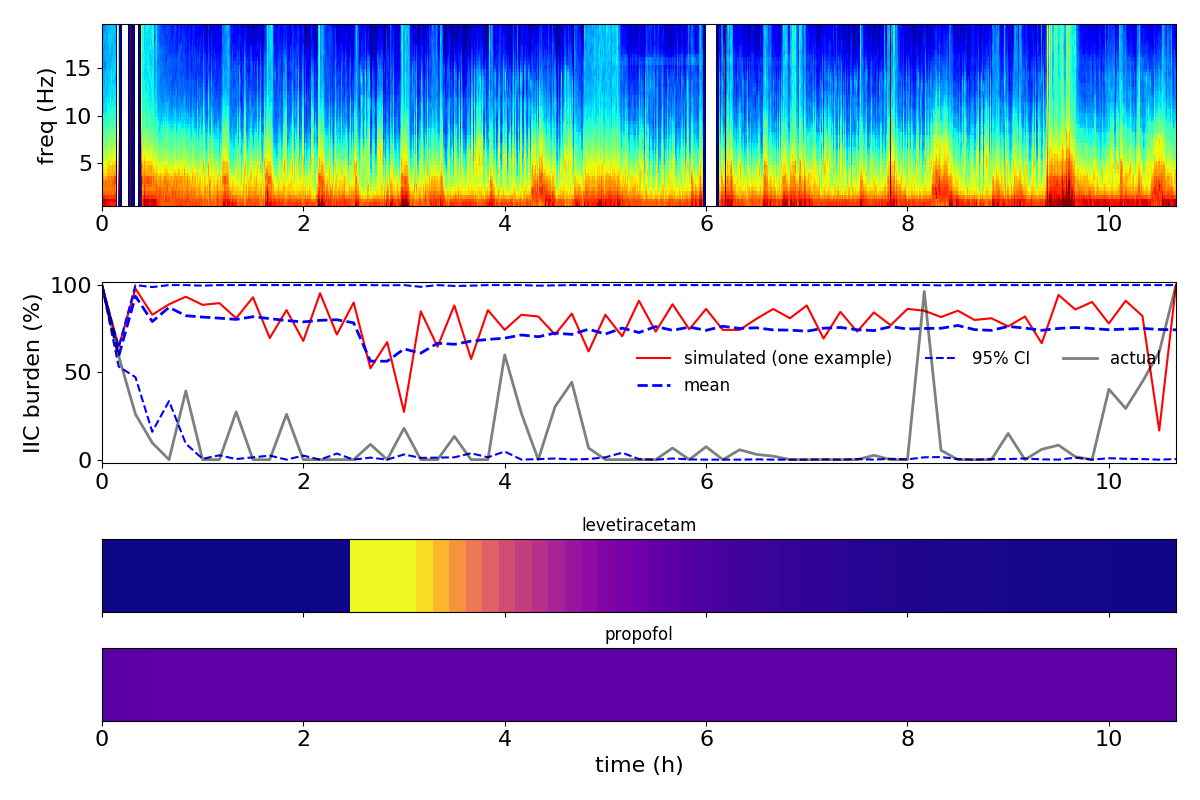 freq (Hz)
15
10
5
0 2 4 6 8 10
IIC burden (%)
100
50
0
simulated (one example) 95% CI actual
mean
0 2 4 6 8 10
levetiracetam
propofol
0 2 4 6 8 10
time (h)